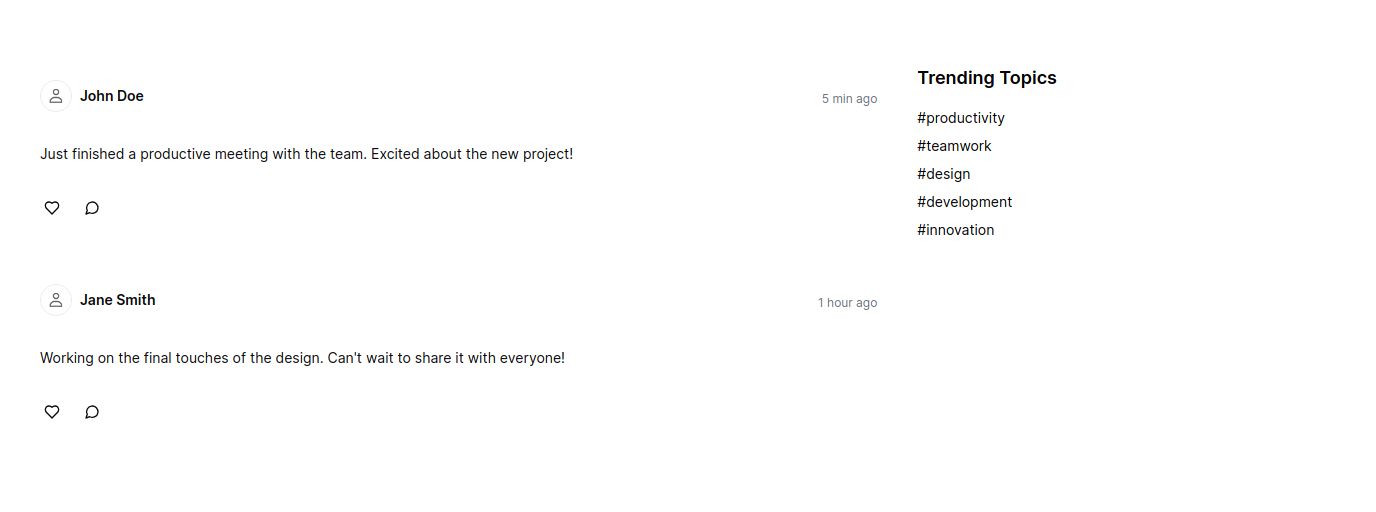 John Doe
5 min ago
Just finished a productive meeting with the team. Excited about the new project!
Jane Smith
1 hour ago
Working on the final touches of the design. Can't wait to share it with everyone!
Trending Topics
#productivity
#teamwork
#design
#development
#innovation